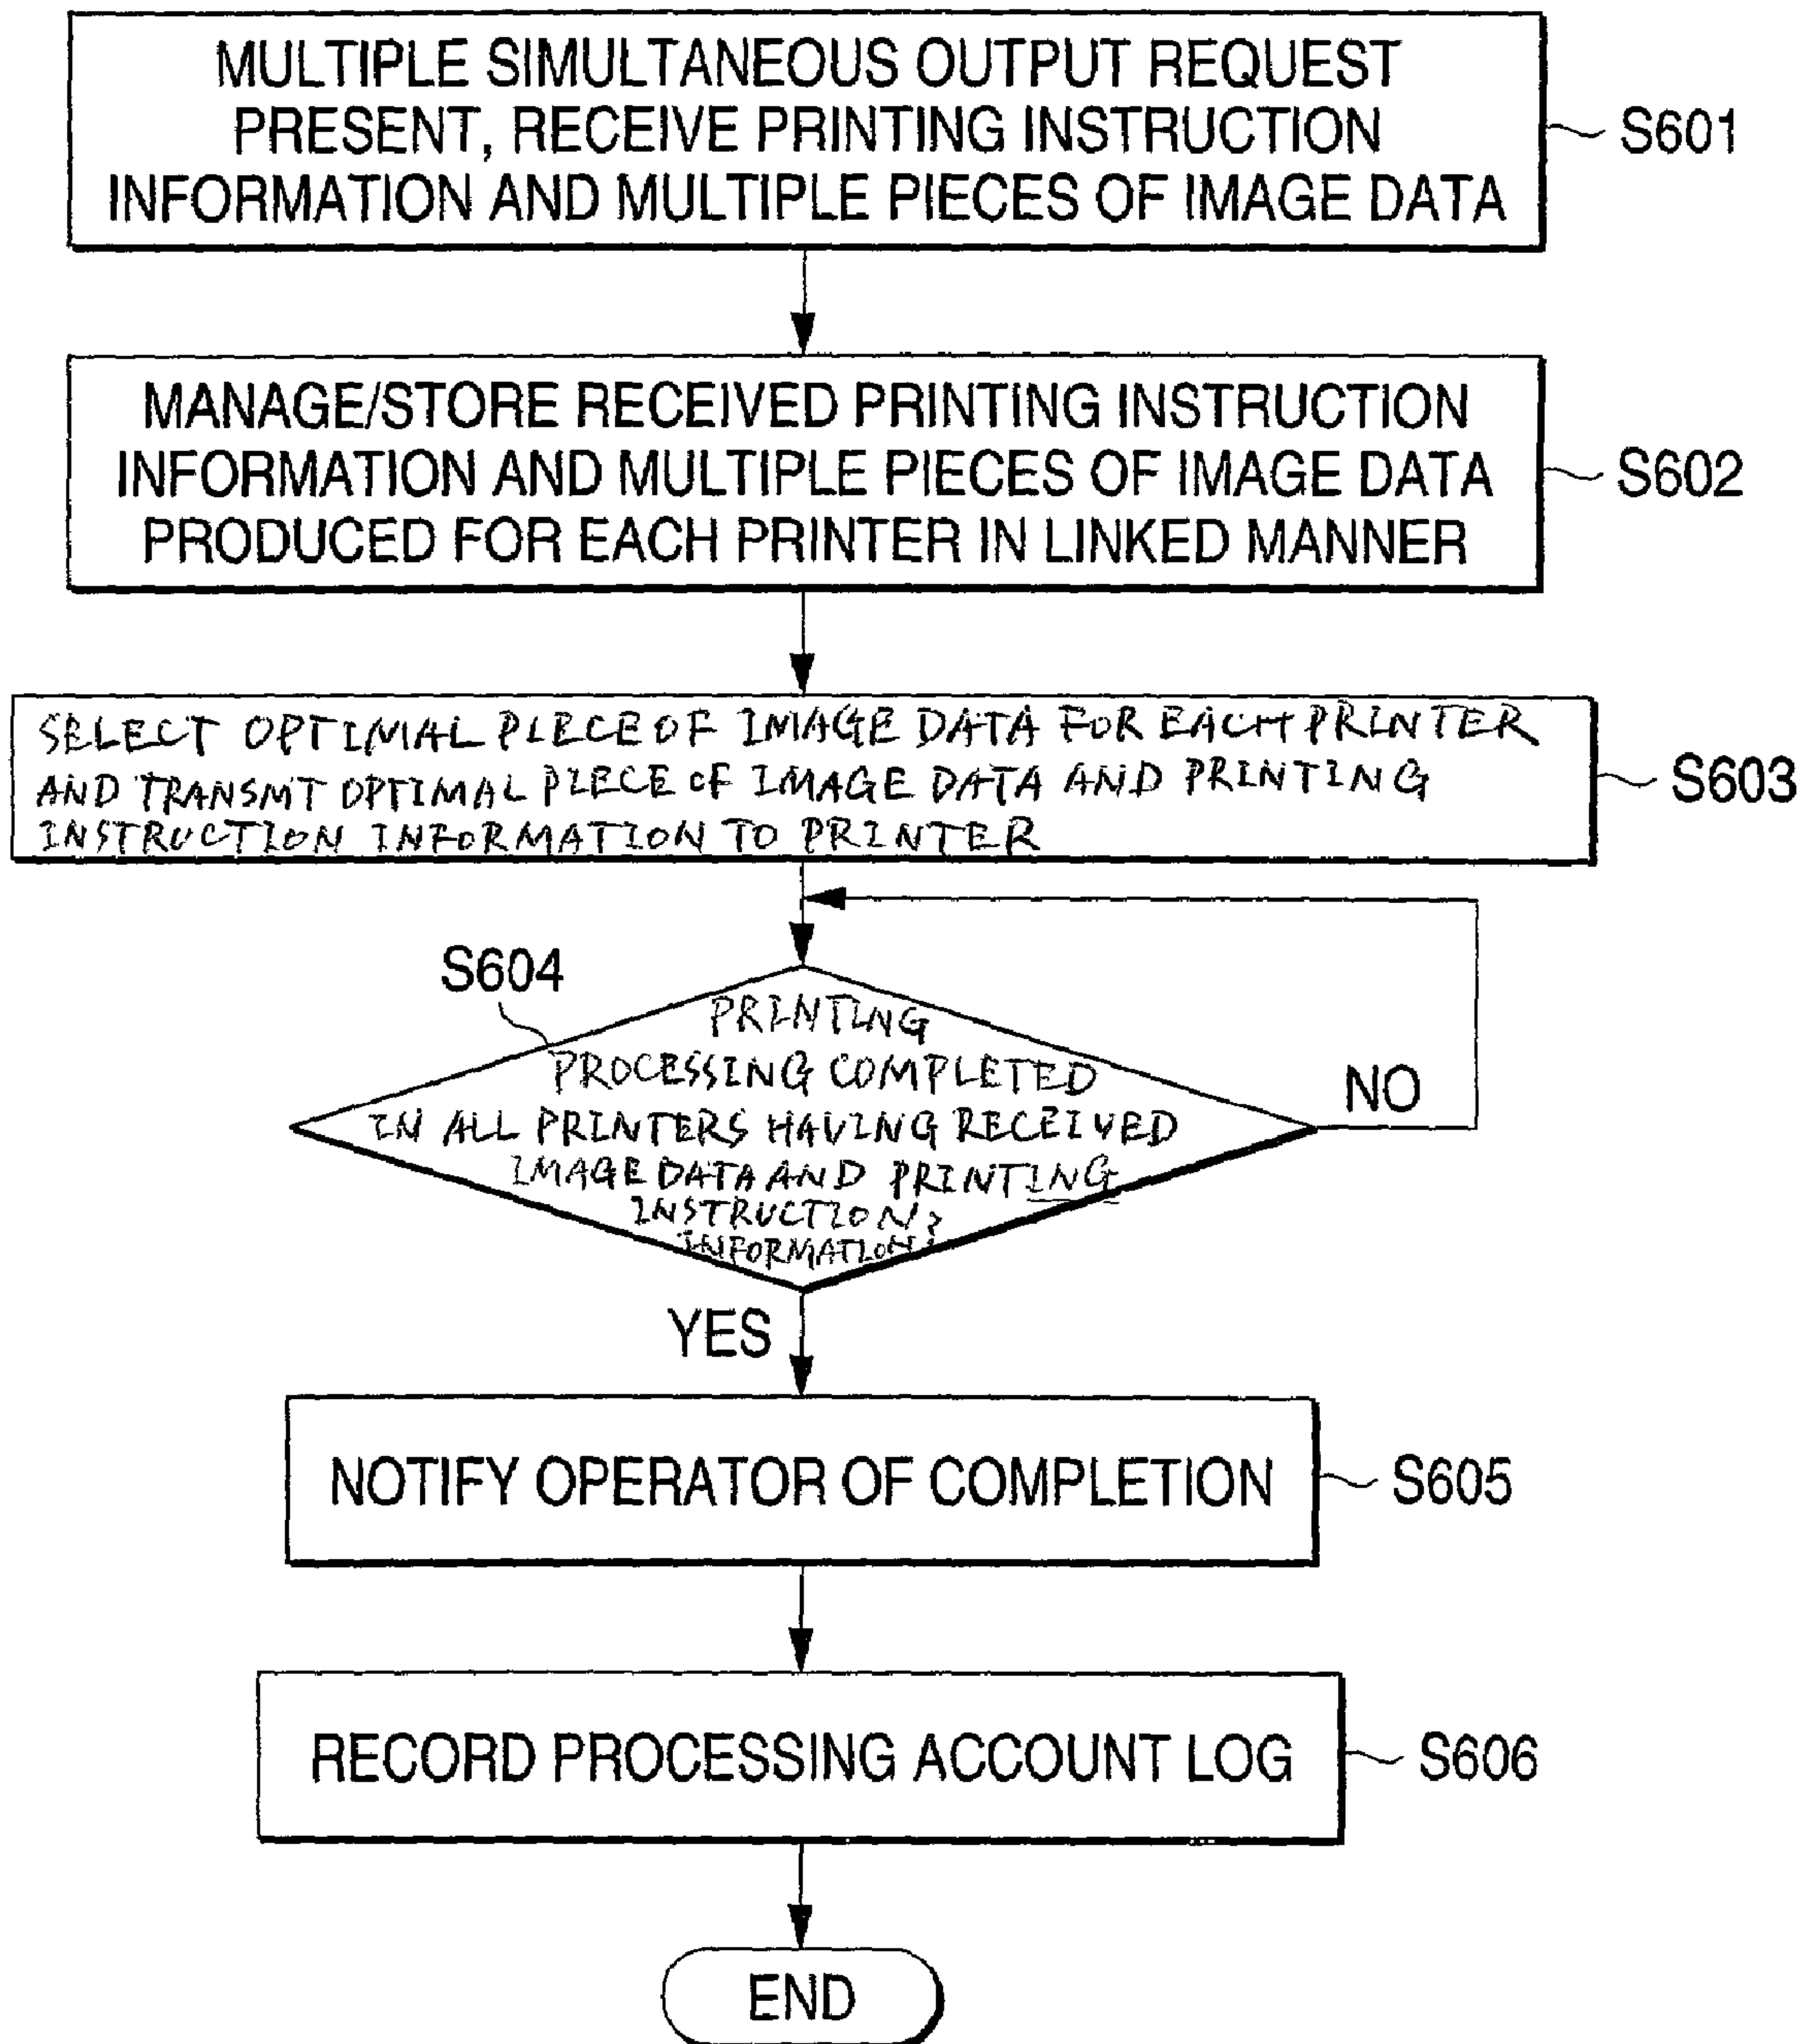 MULTIPLE SIMULTANEOUS OUTPUT REQUEST
PRESENT, RECEIVE PRINTING INSTRUCTION
INFORMATION AND MULTIPLE PIECES OF IMAGE DATA
S601
MANAGE/STORE RECEIVED PRINTING INSTRUCTION
INFORMATION AND MULTIPLE PIECES OF IMAGE DATA
PRODUCED FOR EACH PRINTER IN LINKED MANNER
S602
SELECT OPTIMAL PIECE OF IMAGE DATA FOR EACH PRINTER
AND TRANSMT OPTIMAL PIECE OF IMAGE DATA AND PRINTING
INSTRUCTION INFORMATION TO PRINTER
S603
S604
PRINTING
PROCESSING COMPLETED
IN ALL PRINTERS HAVING RECEIVED
IMAGE DATA AND PRINTING
INSTRUCTION
INFORMATION?
NO
YES
NOTIFY OPERATOR OF COMPLETION
S605
RECORD PROCESSING ACCOUNT LOG
S606
END